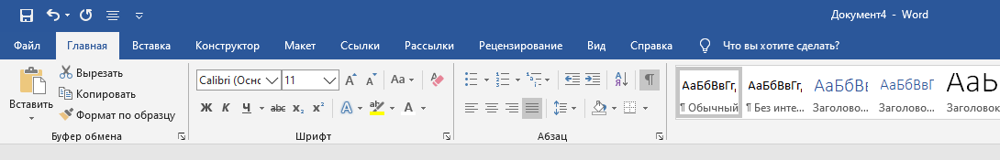 Документ4 - Word
Файл Главная Вставка Конструктор Макет Ссылки Рассылки Рецензирование Вид Справка Что вы хотите сделать?
Вставить
Вырезать
Копировать
Формат по образцу
Буфер обмена
Calibri (Оснс 11 Aa
Ж К Ч abc x₂ x² A ab A
Шрифт
Абзац
АаБбВвГг, АаБбВвГг, АаБбВв АаБбВвГ АаБ
¶ Обычный ¶ Без инте... Заголово... Заголово... Заголовок